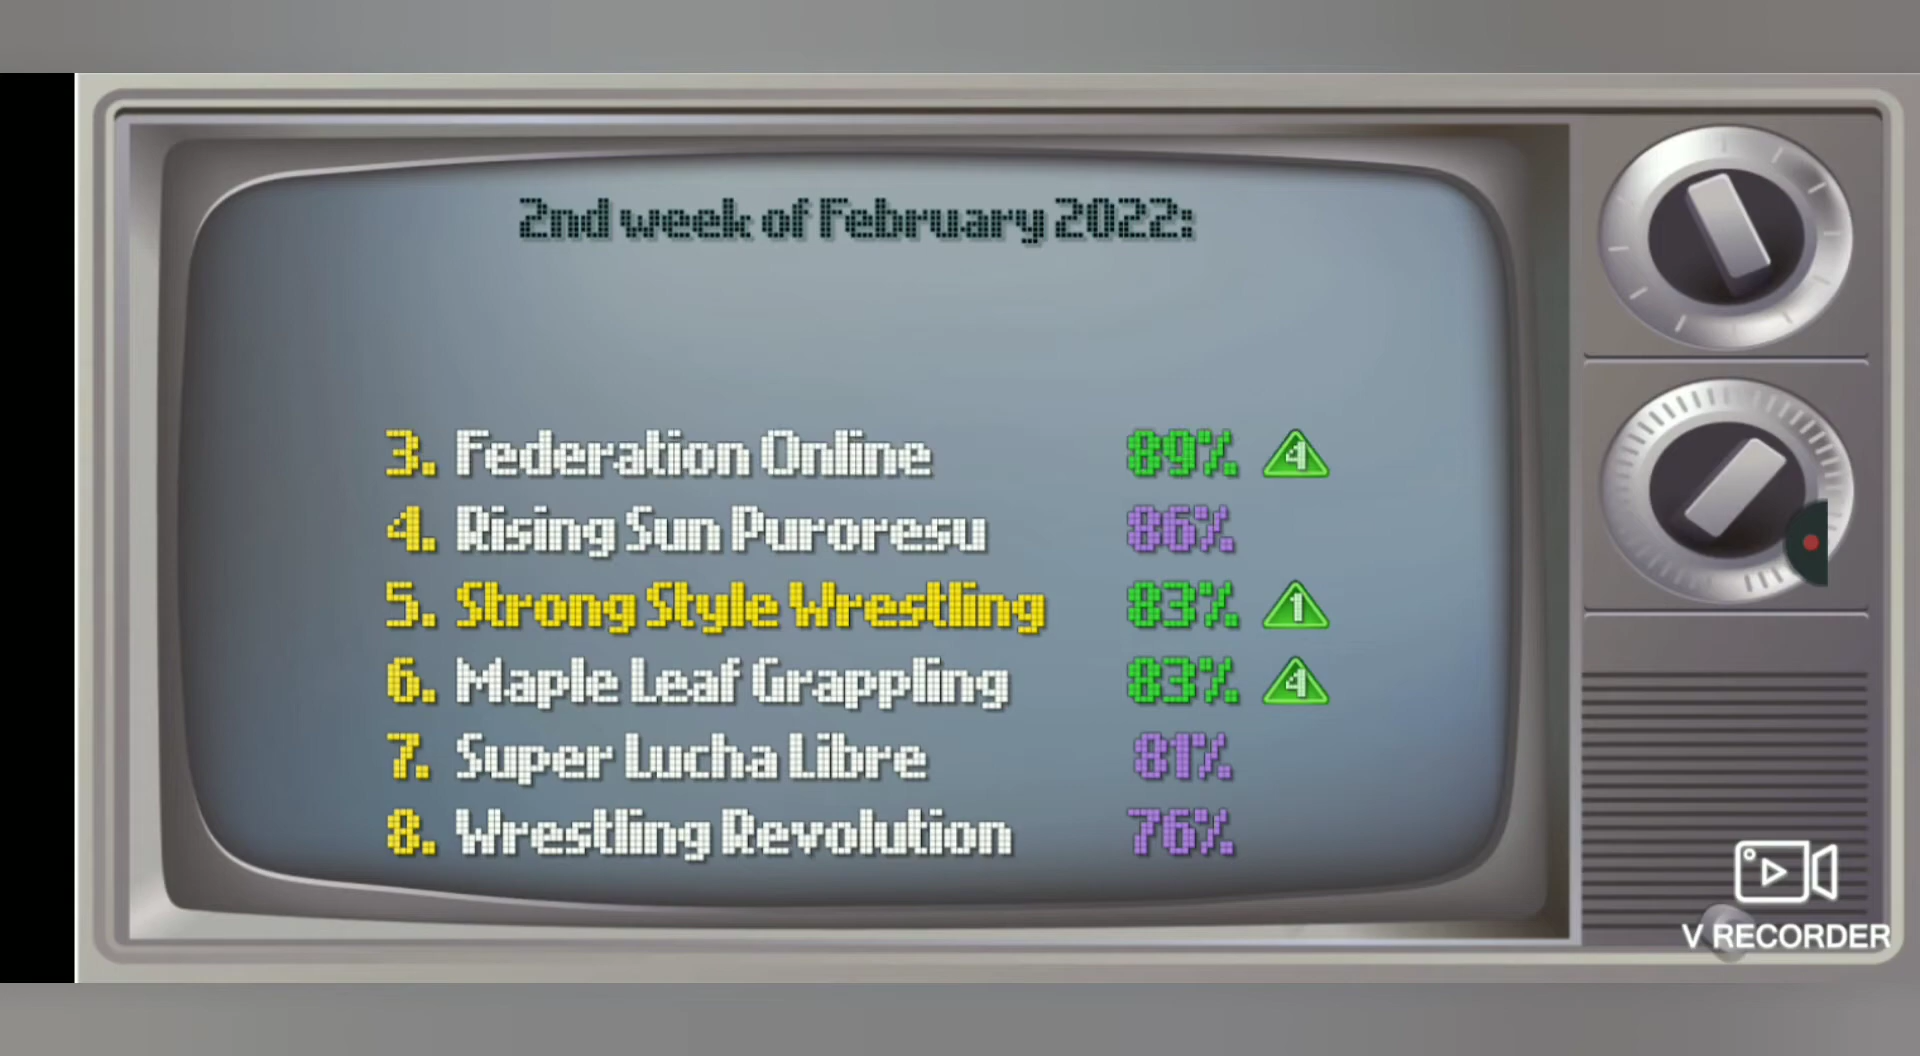 2nd week of February 2022:
3. Federation Online 89% 4
4. Rising Sun Puroresu 86%
5. Strong Style Wrestling 83% 1
6. Maple Leaf Grappling 83% 4
7. Super Lucha Libre 81%
8. Wrestling Revolution 76%
V RECORDER